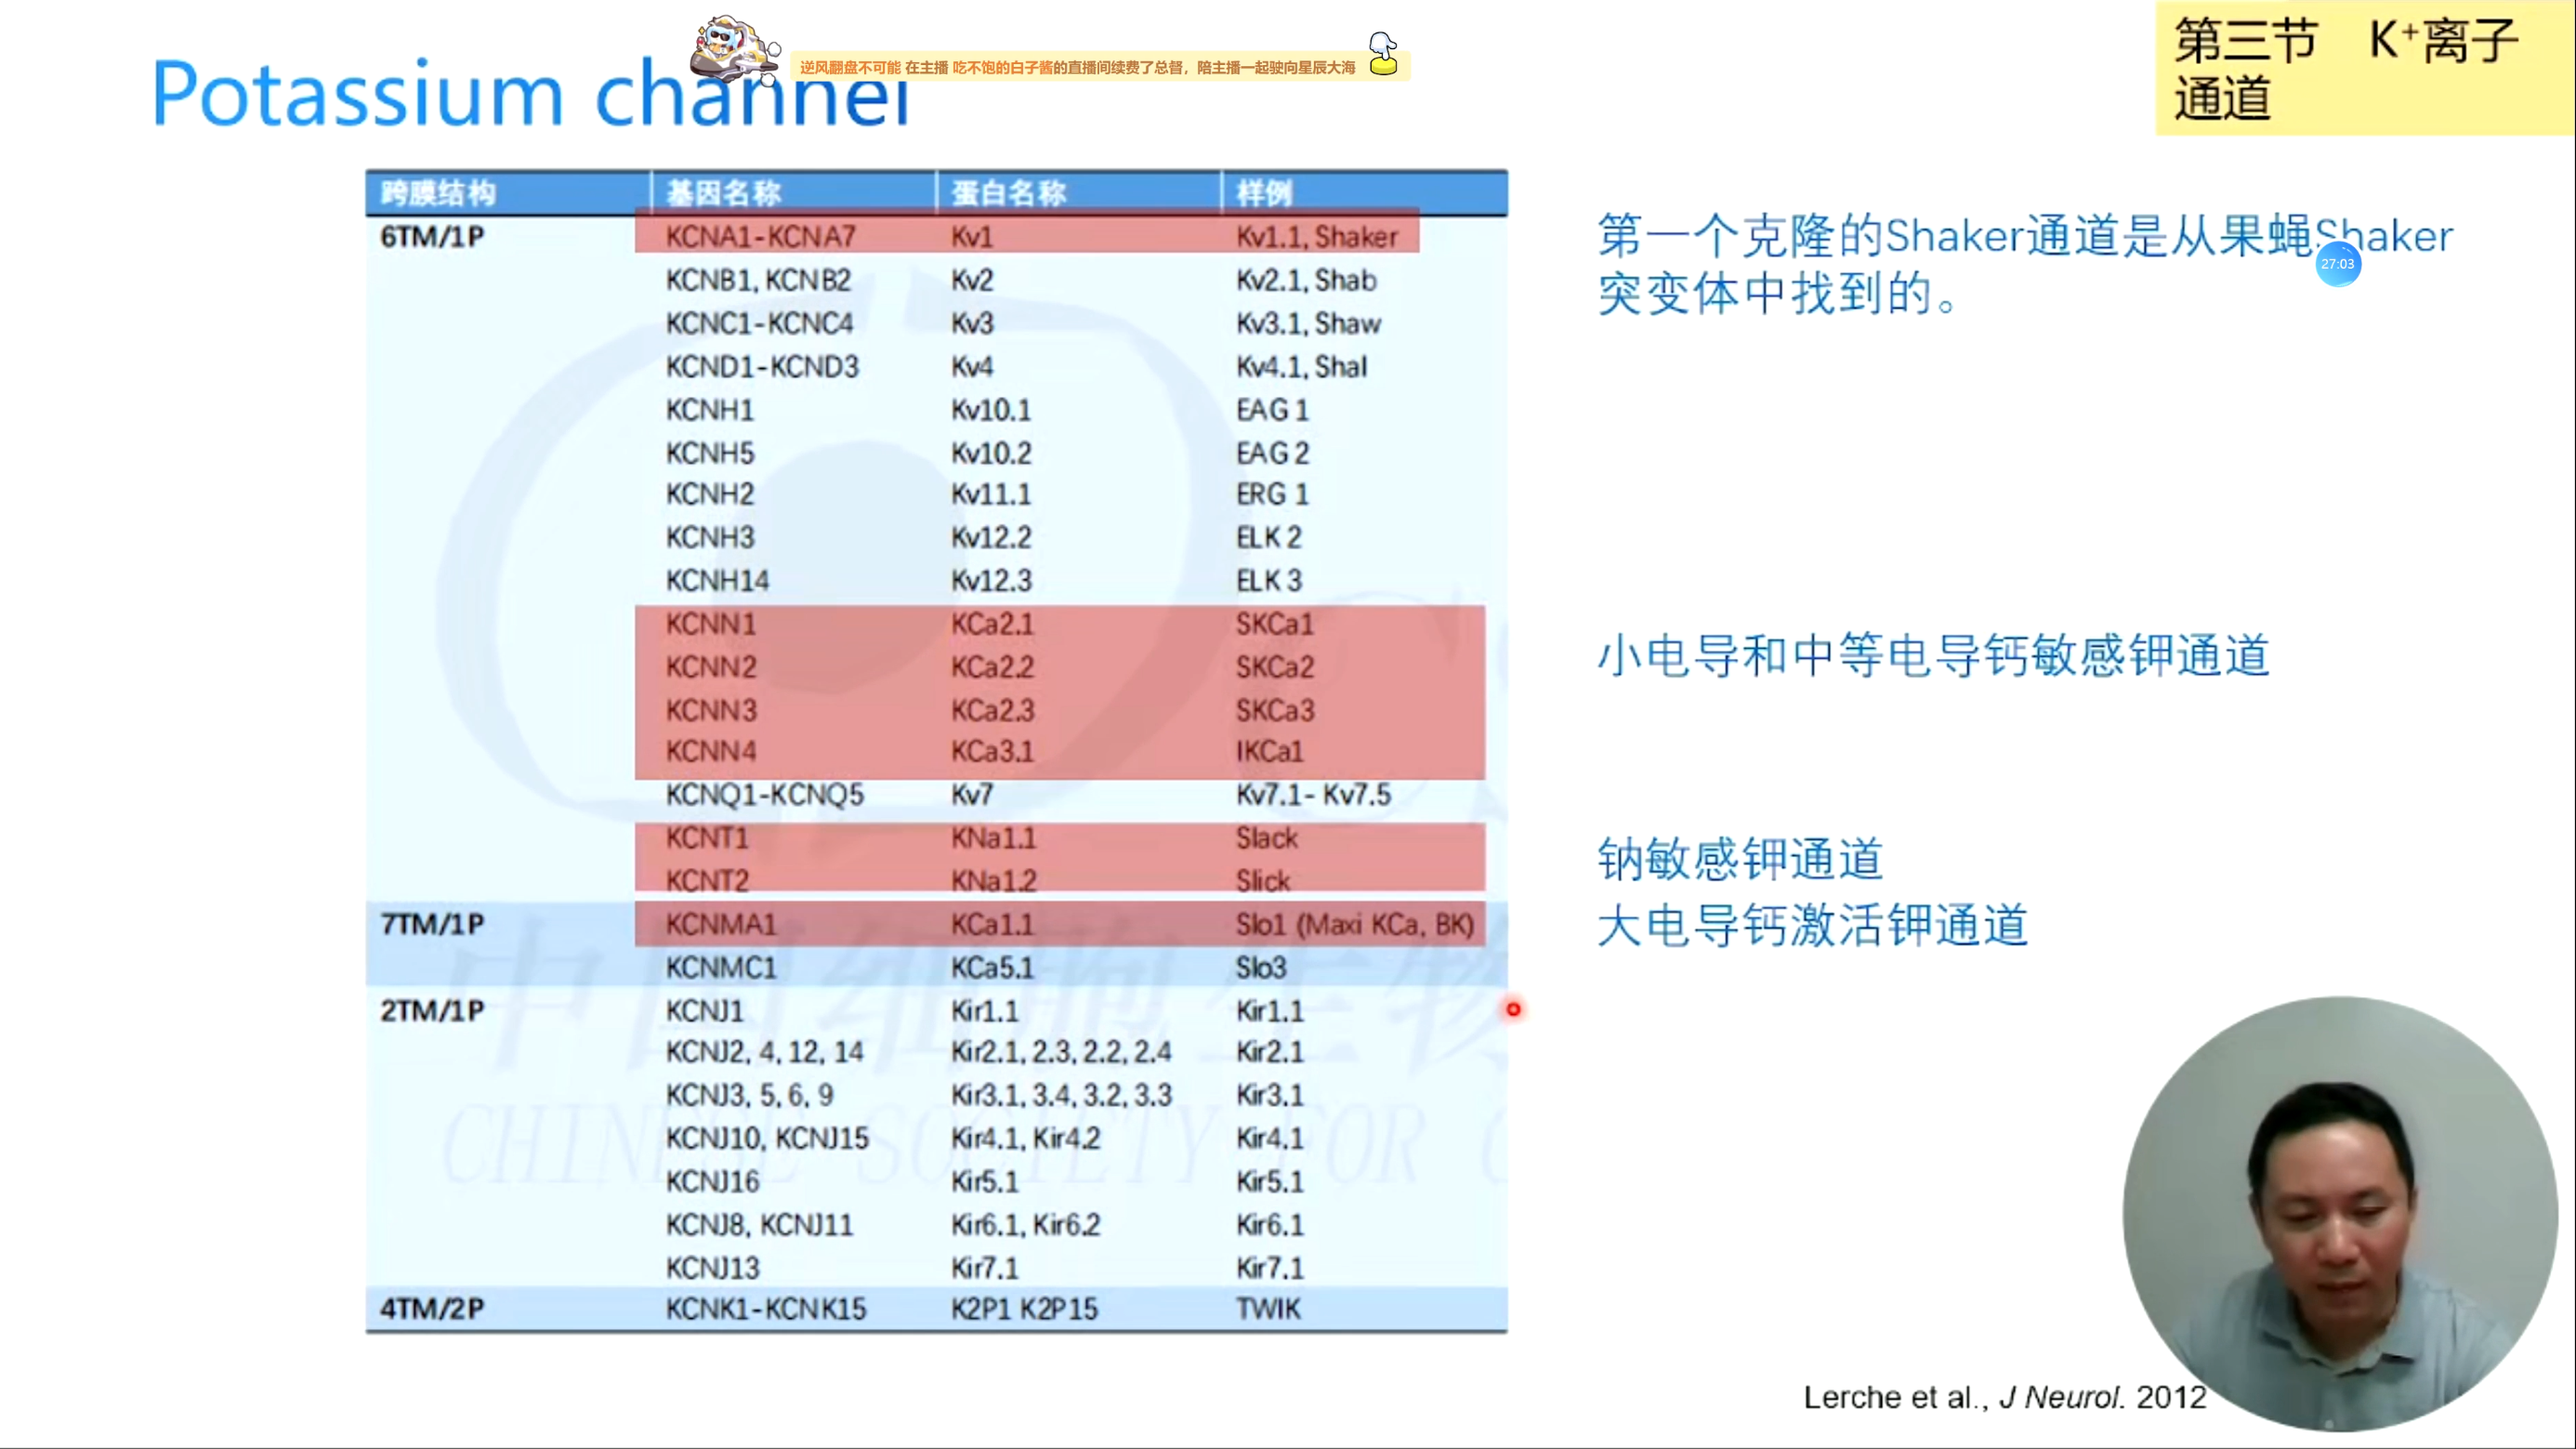 逆风翻盘不可能 在主播 吃不饱的白子酱的直播间续费了总督，陪主播一起驶向星辰大海
Potassium channel
第三节 K⁺离子
通道
跨膜结构 基因名称 蛋白名称 样例
6TM/1P KCNA1-KCNA7 Kv1 Kv1.1, Shaker
KCNB1, KCNB2 Kv2 Kv2.1, Shab
KCNC1-KCNC4 Kv3 Kv3.1, Shaw
KCND1-KCND3 Kv4 Kv4.1, Shal
KCNH1 Kv10.1 EAG 1
KCNH5 Kv10.2 EAG 2
KCNH2 Kv11.1 ERG 1
KCNH3 Kv12.2 ELK 2
KCNH14 Kv12.3 ELK 3
KCNN1 KCa2.1 SKCa1
KCNN2 KCa2.2 SKCa2
KCNN3 KCa2.3 SKCa3
KCNN4 KCa3.1 IKCa1
KCNQ1-KCNQ5 Kv7 Kv7.1- Kv7.5
KCNT1 KNa1.1 Slack
KCNT2 KNa1.2 Slick
7TM/1P KCNMA1 KCa1.1 Slo1 (Maxi KCa, BK)
KCNMC1 KCa5.1 Slo3
2TM/1P KCNJ1 Kir1.1 Kir1.1
KCNJ2, 4, 12, 14 Kir2.1, 2.3, 2.2, 2.4 Kir2.1
KCNJ3, 5, 6, 9 Kir3.1, 3.4, 3.2, 3.3 Kir3.1
KCNJ10, KCNJ15 Kir4.1, Kir4.2 Kir4.1
KCNJ16 Kir5.1 Kir5.1
KCNJ8, KCNJ11 Kir6.1, Kir6.2 Kir6.1
KCNJ13 Kir7.1 Kir7.1
4TM/2P KCNK1-KCNK15 K2P1 K2P15 TWIK
中国细胞生物
CHINESE SOCIETY FOR C
第一个克隆的Shaker通道是从果蝇Shaker
突变体中找到的。
27:03
小电导和中等电导钙敏感钾通道
钠敏感钾通道
大电导钙激活钾通道
Lerche et al., J Neurol. 2012